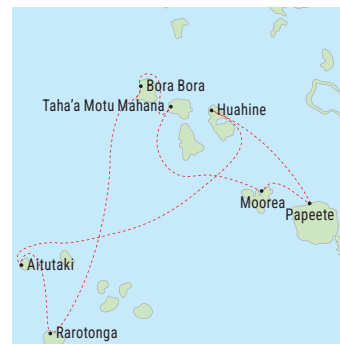 Bora Bora
Taha'a Motu Mahana
Huahine
Moorea
Papeete
Aitutaki
Rarotonga